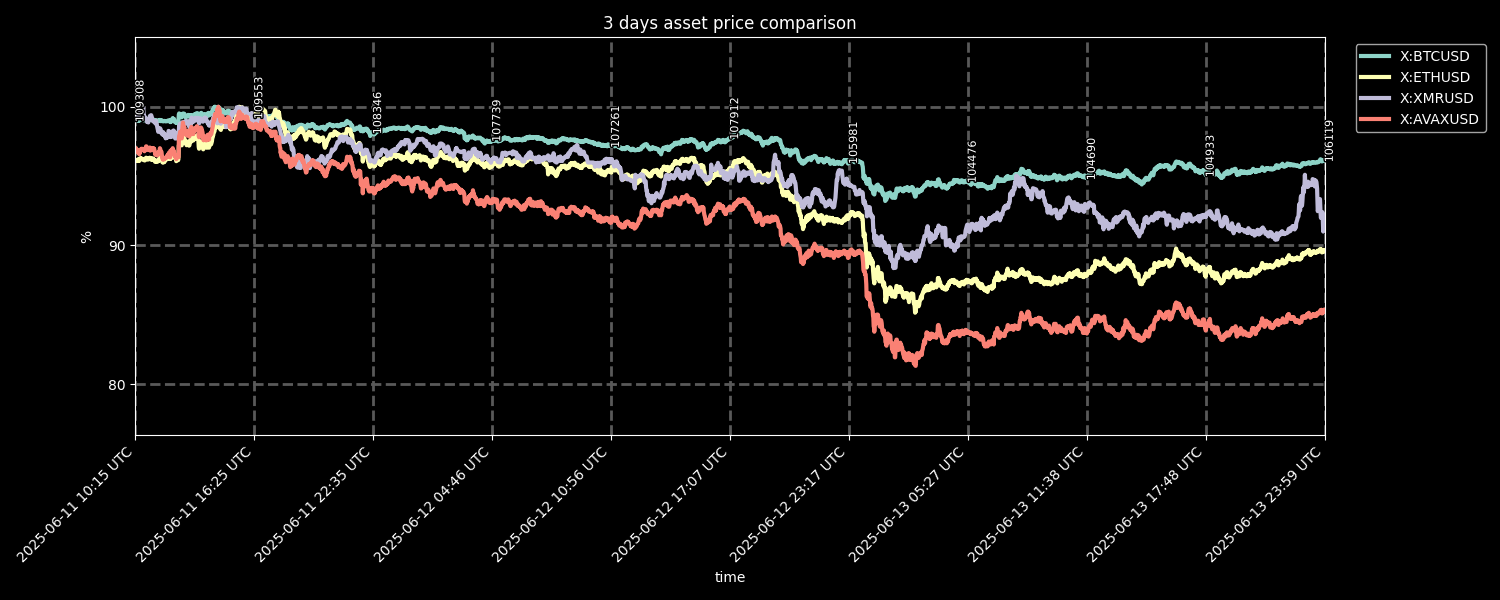 3 days asset price comparison
X:BTCUSD
X:ETHUSD
X:XMRUSD
X:AVAXUSD
109308
109553
108346
107739
107261
107912
105981
104476
104690
104933
106119
100
90
80
%
2025-06-11 10:15 UTC
2025-06-11 16:25 UTC
2025-06-11 22:35 UTC
2025-06-12 04:46 UTC
2025-06-12 10:56 UTC
2025-06-12 17:07 UTC
2025-06-12 23:17 UTC
2025-06-13 05:27 UTC
2025-06-13 11:38 UTC
2025-06-13 17:48 UTC
2025-06-13 23:59 UTC
time